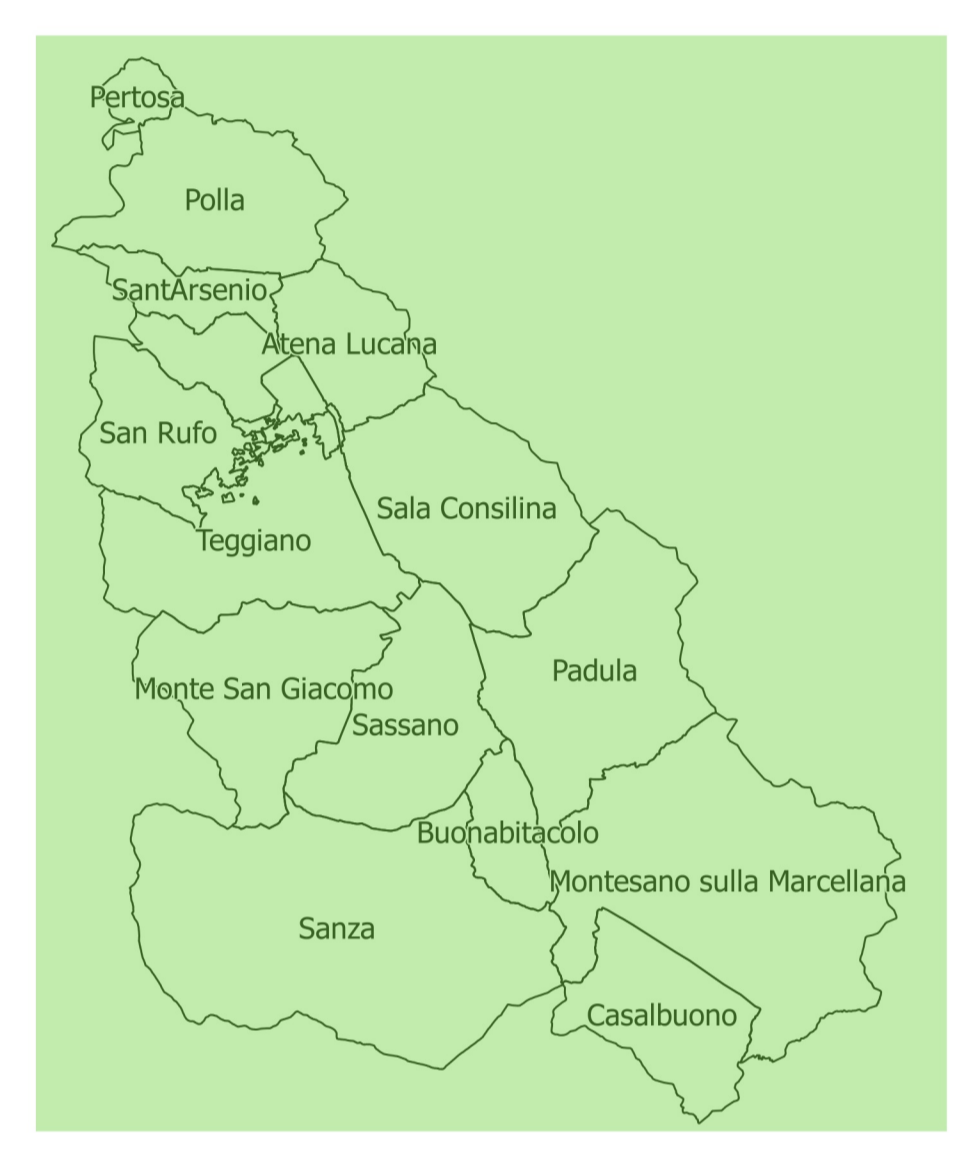 Pertosa
Polla
SantArsenio
Atena Lucana
San Rufo
Sala Consilina
Teggiano
Padula
Monte San Giacomo
Sassano
Buonabitacolo
Montesano sulla Marcellana
Sanza
Casalbuono